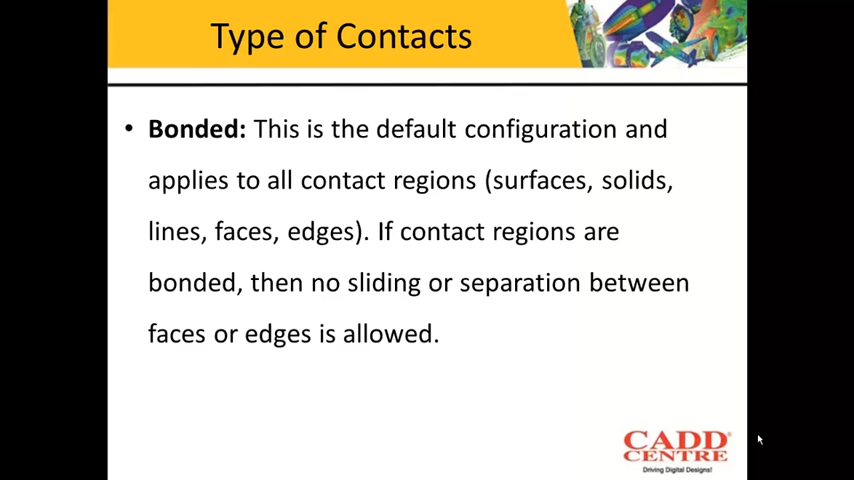 Type of Contacts
• Bonded: This is the default configuration and
applies to all contact regions (surfaces, solids,
lines, faces, edges). If contact regions are
bonded, then no sliding or separation between
faces or edges is allowed.
CADD®
CENTRE
Driving Digital Designs!